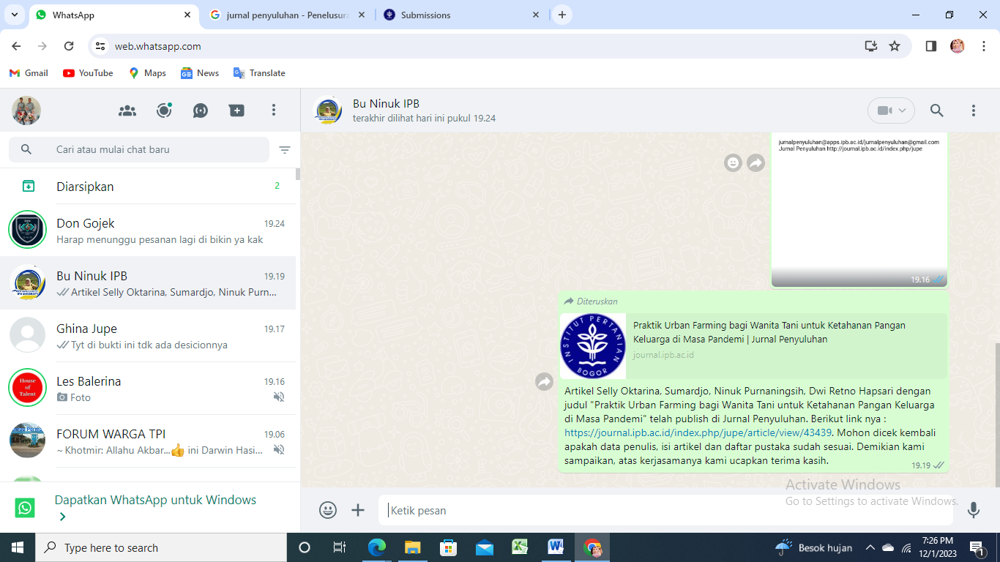 WhatsApp
jurnal penyuluhan - Penelusura
Submissions
web.whatsapp.com
Gmail
YouTube
Maps
News
Translate
Cari atau mulai chat baru
Diarsipkan
2
Don Gojek
19.24
Harap menunggu pesanan lagi di bikin ya kak
Bu Ninuk IPB
19.19
Artikel Selly Oktarina, Sumardjo, Ninuk Purn...
Ghina Jupe
19.17
Tyt di bukti ini tdk ada desicionnya
Les Balerina
19.16
Foto
FORUM WARGA TPI
19.06
~ Khotmir: Allahu Akbar...👍 ini Darwin Hasi...
Dapatkan WhatsApp untuk Windows
Bu Ninuk IPB
terakhir dilihat hari ini pukul 19.24
jurnalpenyuluhan@apps.ipb.ac.id/jurnalpenyuluhan@gmail.com
Jurnal Penyuluhan http://journal.ipb.ac.id/index.php/jupe
19.16
Diteruskan
INSTITUT PERTANIAN
BOGOR
Praktik Urban Farming bagi Wanita Tani untuk Ketahanan Pangan
Keluarga di Masa Pandemi | Jurnal Penyuluhan
journal.ipb.ac.id
Artikel Selly Oktarina, Sumardjo, Ninuk Purnaningsih, Dwi Retno Hapsari dengan
judul "Praktik Urban Farming bagi Wanita Tani untuk Ketahanan Pangan Keluarga
di Masa Pandemi" telah publish di Jurnal Penyuluhan. Berikut link nya :
https://journal.ipb.ac.id/index.php/jupe/article/view/43439. Mohon dicek kembali
apakah data penulis, isi artikel dan daftar pustaka sudah sesuai. Demikian kami
sampaikan, atas kerjasamanya kami ucapkan terima kasih.
19.19
Activate Windows
Go to Settings to activate Windows.
Ketik pesan
Type here to search
Besok hujan
7:26 PM
12/1/2023
1
House
of
Talent